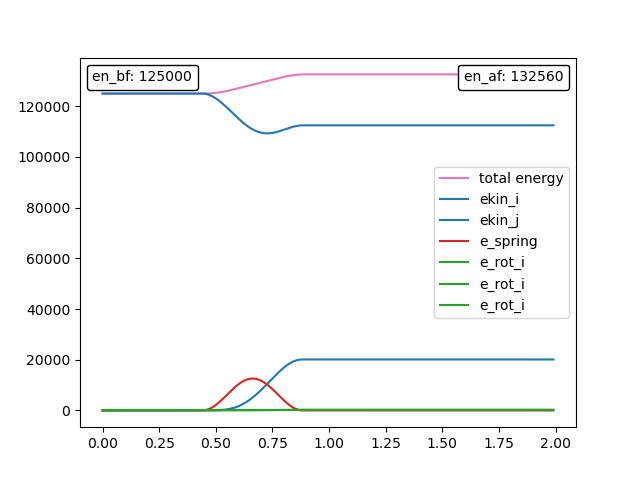 en_bf: 125000
en_af: 132560
120000
100000
80000
60000
40000
20000
0
total energy
ekin_i
ekin_j
e_spring
e_rot_i
e_rot_i
e_rot_i
0.00 0.25 0.50 0.75 1.00 1.25 1.50 1.75 2.00